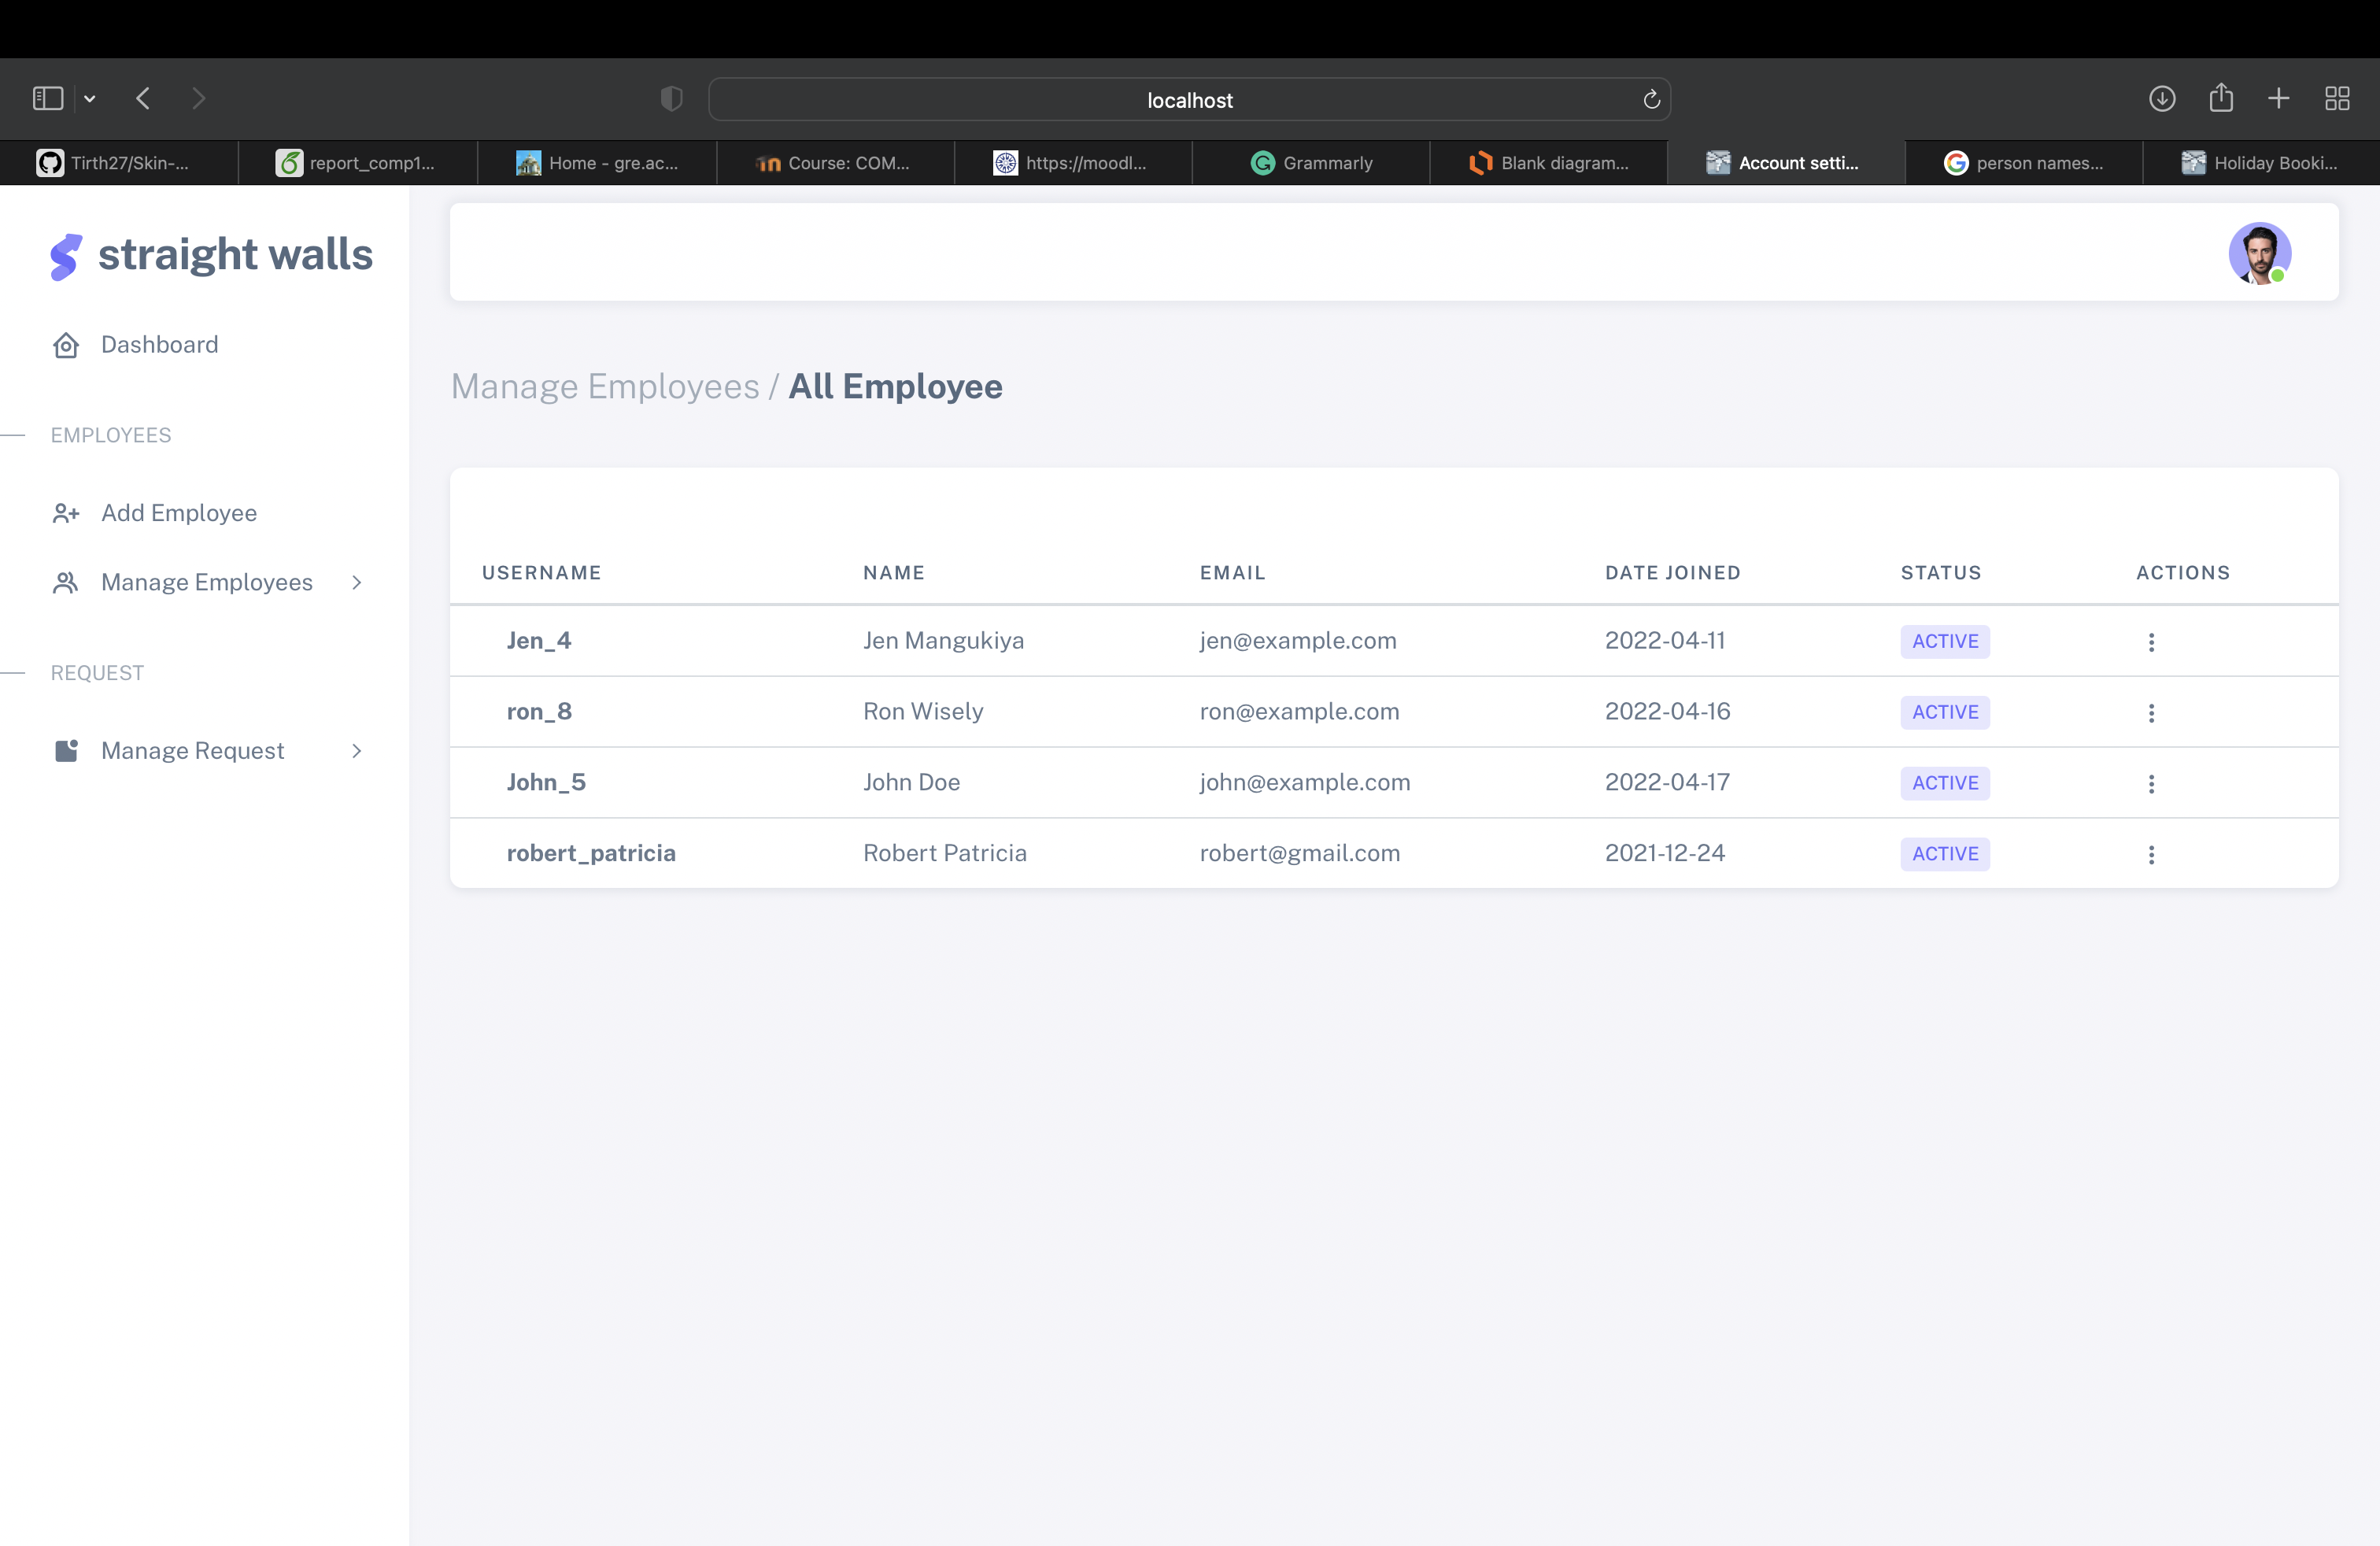 localhost
Tirth27/Skin-...
report_comp1...
Home - gre.ac...
Course: COM...
https://moodl...
Grammarly
Blank diagram...
Account setti...
person names...
Holiday Booki...
straight walls
Dashboard
EMPLOYEES
Add Employee
Manage Employees
REQUEST
Manage Request
Manage Employees / All Employee
USERNAME NAME EMAIL DATE JOINED STATUS ACTIONS
Jen_4 Jen Mangukiya jen@example.com 2022-04-11 ACTIVE
ron_8 Ron Wisely ron@example.com 2022-04-16 ACTIVE
John_5 John Doe john@example.com 2022-04-17 ACTIVE
robert_patricia Robert Patricia robert@gmail.com 2021-12-24 ACTIVE